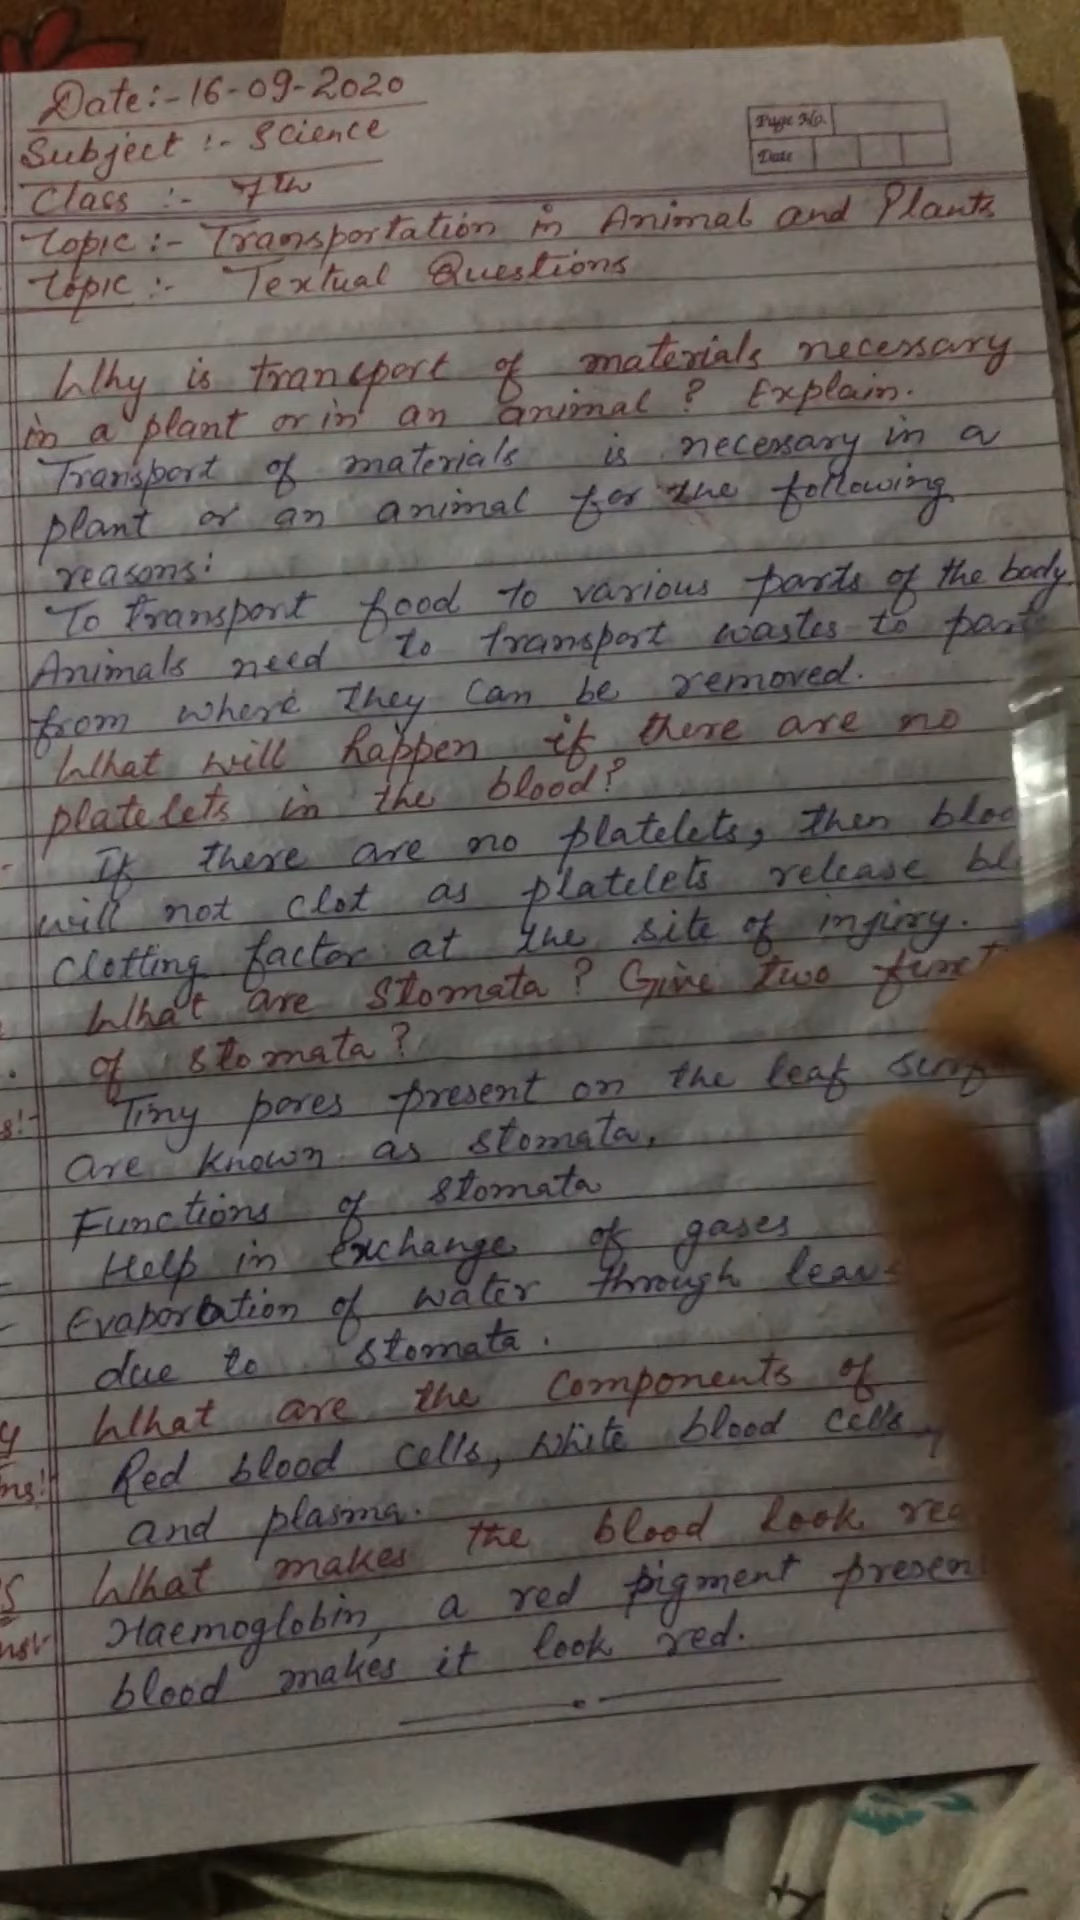 Date:- 16-09-2020
Subject :- Science
Page No.
Date
Class :- 7th
Topic :- Transportation in Animal and Plants
Topic :- Textual Questions
Why is transport of materials necessary
in a plant or in an animal? Explain.
Transport of materials is necessary in a
plant or an animal for the following
reasons:
To transport food to various parts of the body.
Animals need to transport wastes to part
from where they can be removed.
What will happen if there are no
platelets in the blood?
If there are no platelets, then bloo
will not clot as platelets release bl
clotting factor at the site of injury.
What are stomata? Give two funct
of stomata?
Tiny pores present on the leaf surf
are known as stomata.
Functions of stomata
Help in exchange of gases
Evaporation of water through leav
due to stomata.
What are the components of
Red blood cells, white blood cells,
and plasma.
What makes the blood look red
Haemoglobin, a red pigment presen
blood makes it look red.